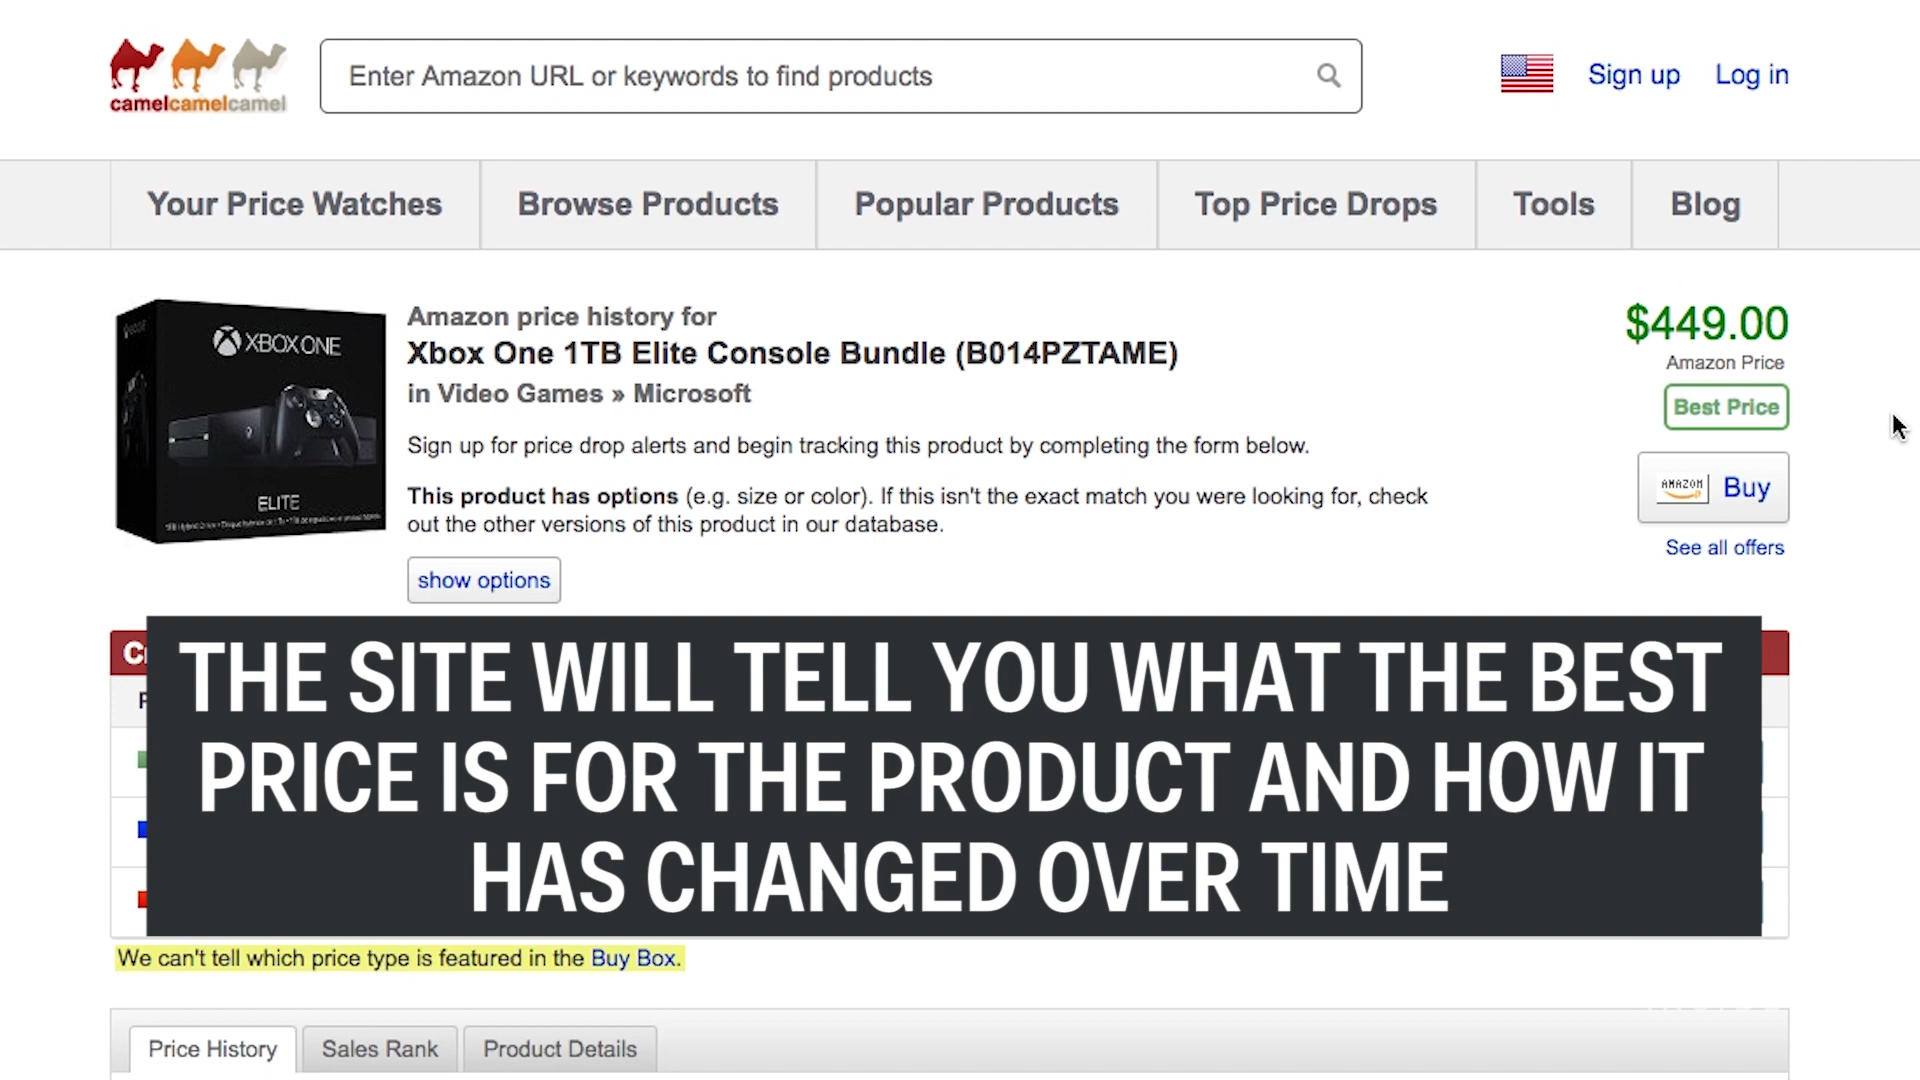 camelcamelcamel
Enter Amazon URL or keywords to find products
Sign up
Log in
Your Price Watches
Browse Products
Popular Products
Top Price Drops
Tools
Blog
XBOX ONE
ELITE
Amazon price history for
Xbox One 1TB Elite Console Bundle (B014PZTAME)
in Video Games » Microsoft
Sign up for price drop alerts and begin tracking this product by completing the form below.
This product has options (e.g. size or color). If this isn't the exact match you were looking for, check
out the other versions of this product in our database.
show options
$449.00
Amazon Price
Best Price
AMAZON Buy
See all offers
THE SITE WILL TELL YOU WHAT THE BEST
PRICE IS FOR THE PRODUCT AND HOW IT
HAS CHANGED OVER TIME
We can't tell which price type is featured in the Buy Box.
Price History
Sales Rank
Product Details